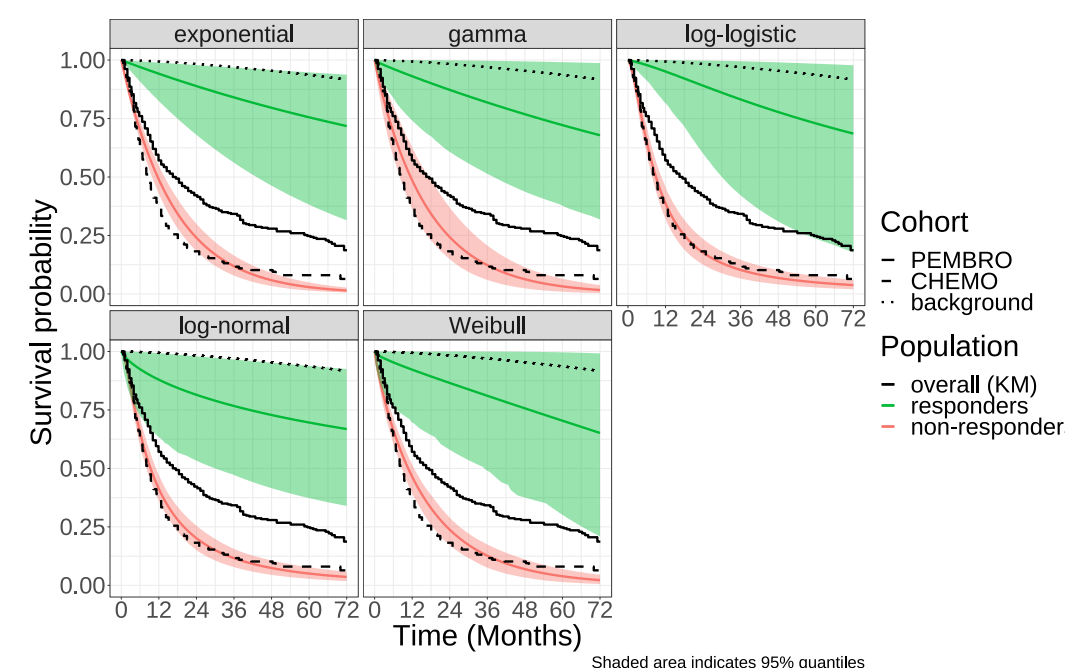 exponential gamma log-logistic
1.00
0.75
0.50
0.25
0.00
0 12 24 36 48 60 72
log-normal Weibull
1.00
0.75
0.50
0.25
0.00
0 12 24 36 48 60 72 0 12 24 36 48 60 72
Survival probability
Time (Months)
Cohort
PEMBRO
CHEMO
background
Population
overall (KM)
responders
non-responder
Shaded area indicates 95% quantiles